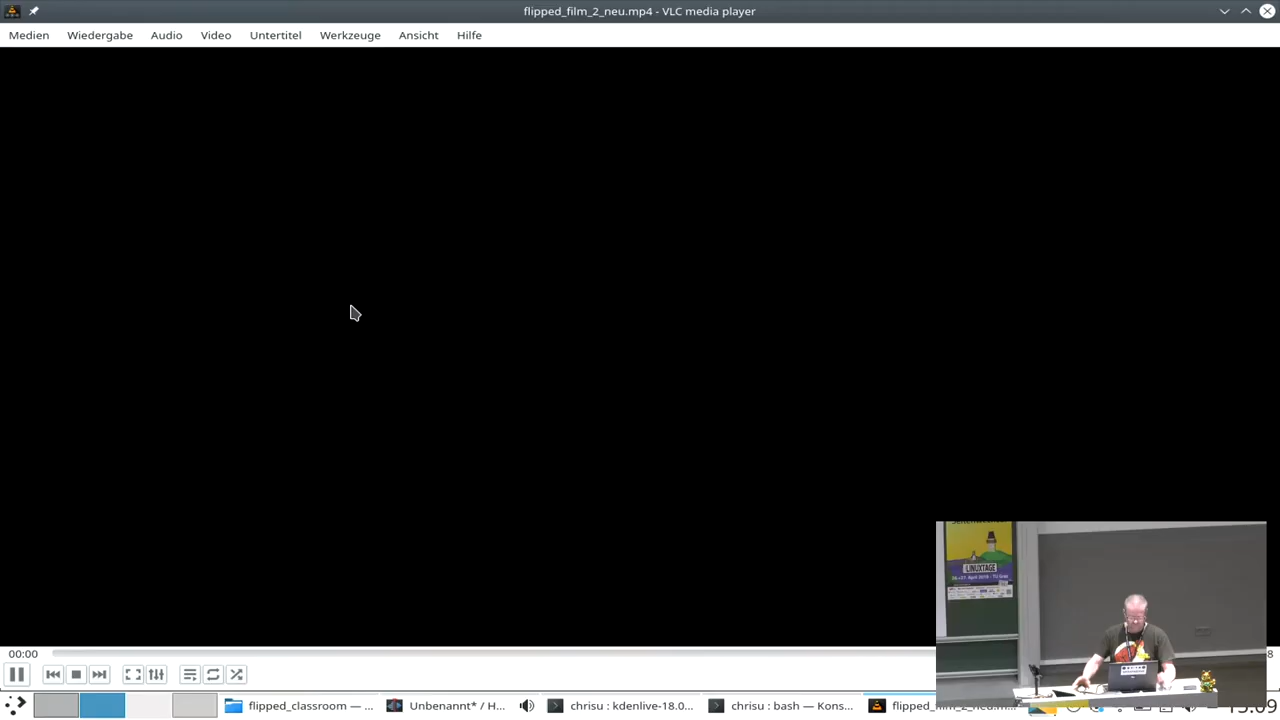 flipped_film_2_neu.mp4 - VLC media player
Medien Wiedergabe Audio Video Untertitel Werkzeuge Ansicht Hilfe
LINUXTAGE
00:00
8
flipped_classroom — ...
Unbenannt* / H...
chrisu : kdenlive-18.0...
chrisu : bash — Kons...